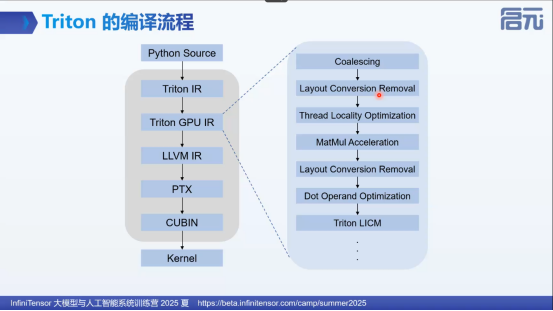 Triton 的编译流程
启元
Python Source
Triton IR
Triton GPU IR
LLVM IR
PTX
CUBIN
Kernel
Coalescing
Layout Conversion Removal
Thread Locality Optimization
MatMul Acceleration
Layout Conversion Removal
Dot Operand Optimization
Triton LICM
.
.
.
InfiniTensor 大模型与人工智能系统训练营 2025 夏 https://beta.infinitensor.com/camp/summer2025